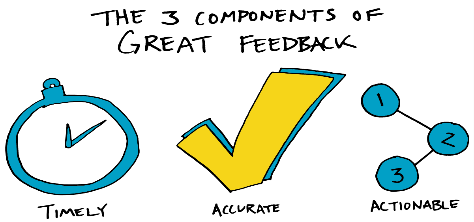 THE 3 COMPONENTS OF
GREAT FEEDBACK
1
2
3
TIMELY
ACCURATE
ACTIONABLE